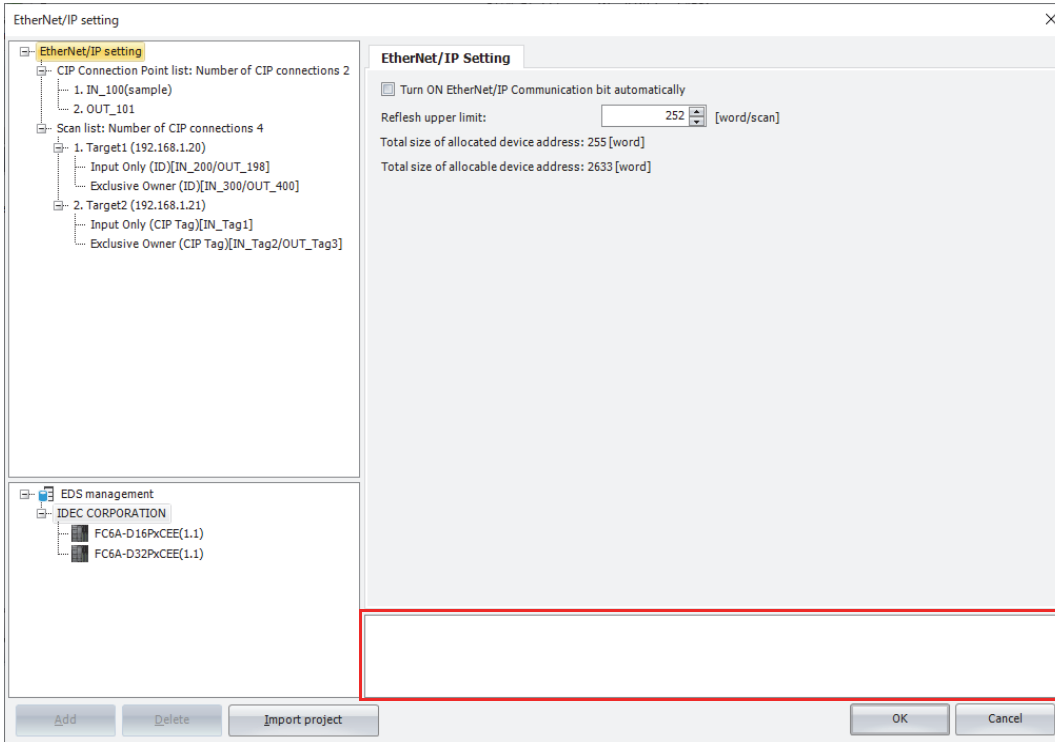 EtherNet/IP setting
EtherNet/IP setting
CIP Connection Point list: Number of CIP connections 2
1. IN_100(sample)
2. OUT_101
Scan list: Number of CIP connections 4
1. Target1 (192.168.1.20)
Input Only (ID)[IN_200/OUT_198]
Exclusive Owner (ID)[IN_300/OUT_400]
2. Target2 (192.168.1.21)
Input Only (CIP Tag)[IN_Tag1]
Exclusive Owner (CIP Tag)[IN_Tag2/OUT_Tag3]
EDS management
IDEC CORPORATION
FC6A-D16PxCEE(1.1)
FC6A-D32PxCEE(1.1)
EtherNet/IP Setting
Turn ON EtherNet/IP Communication bit automatically
Reflesh upper limit: 252 [word/scan]
Total size of allocated device address: 255 [word]
Total size of allocable device address: 2633 [word]
Add Delete Import project OK Cancel